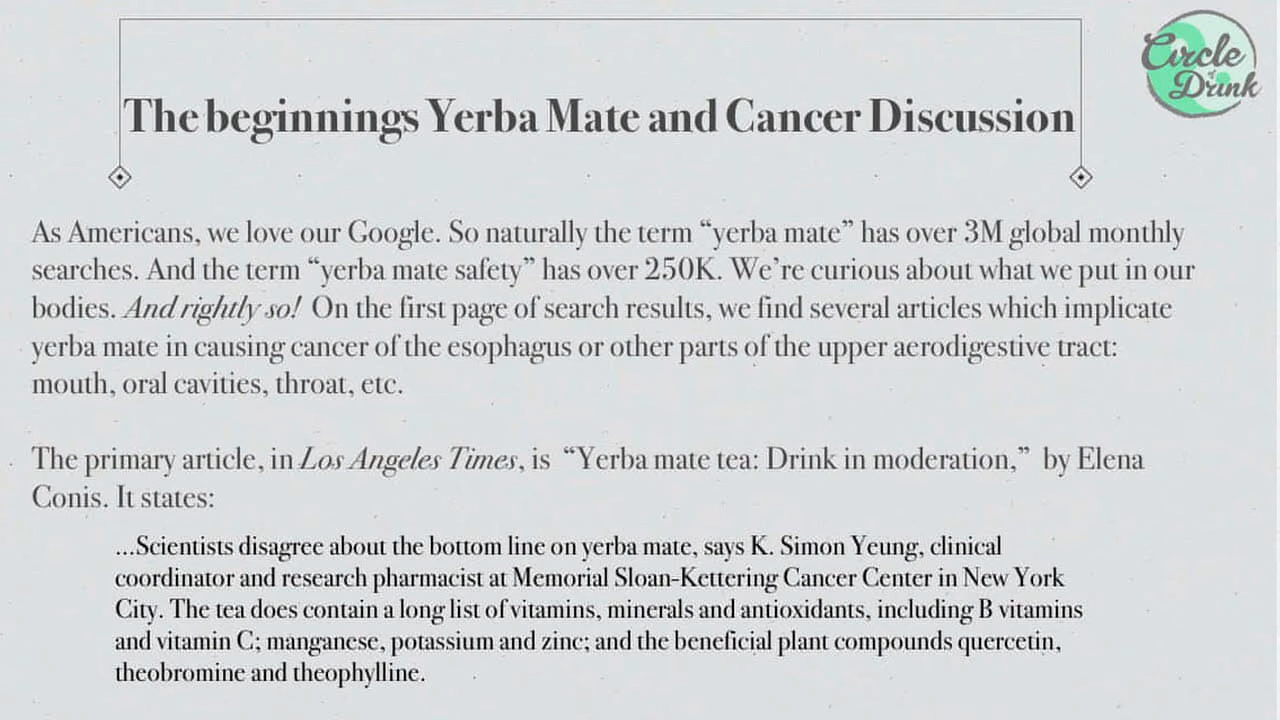 Circle
of
Drink
The beginnings Yerba Mate and Cancer Discussion
As Americans, we love our Google. So naturally the term “yerba mate” has over 3M global monthly
searches. And the term “yerba mate safety” has over 250K. We’re curious about what we put in our
bodies. And rightly so! On the first page of search results, we find several articles which implicate
yerba mate in causing cancer of the esophagus or other parts of the upper aerodigestive tract:
mouth, oral cavities, throat, etc.
The primary article, in Los Angeles Times, is “Yerba mate tea: Drink in moderation,” by Elena
Conis. It states:
...Scientists disagree about the bottom line on yerba mate, says K. Simon Yeung, clinical
coordinator and research pharmacist at Memorial Sloan-Kettering Cancer Center in New York
City. The tea does contain a long list of vitamins, minerals and antioxidants, including B vitamins
and vitamin C; manganese, potassium and zinc; and the beneficial plant compounds quercetin,
theobromine and theophylline.